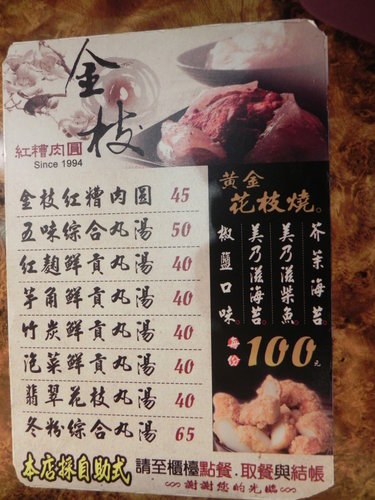 金枝
紅糟肉圓
Since 1994
金枝紅糟肉圓 45
五味綜合丸湯 50
紅麴鮮貢丸湯 40
芋角鮮貢丸湯 40
竹炭鮮貢丸湯 40
泡菜鮮貢丸湯 40
翡翠花枝丸湯 40
冬粉綜合丸湯 65
黃金
花枝燒。
芥茉海苔。
美乃滋柴魚、
美乃滋海苔、
椒鹽口味、
每份100元
本店採自助式 請至櫃檯點餐.取餐與結帳
謝謝您的光臨